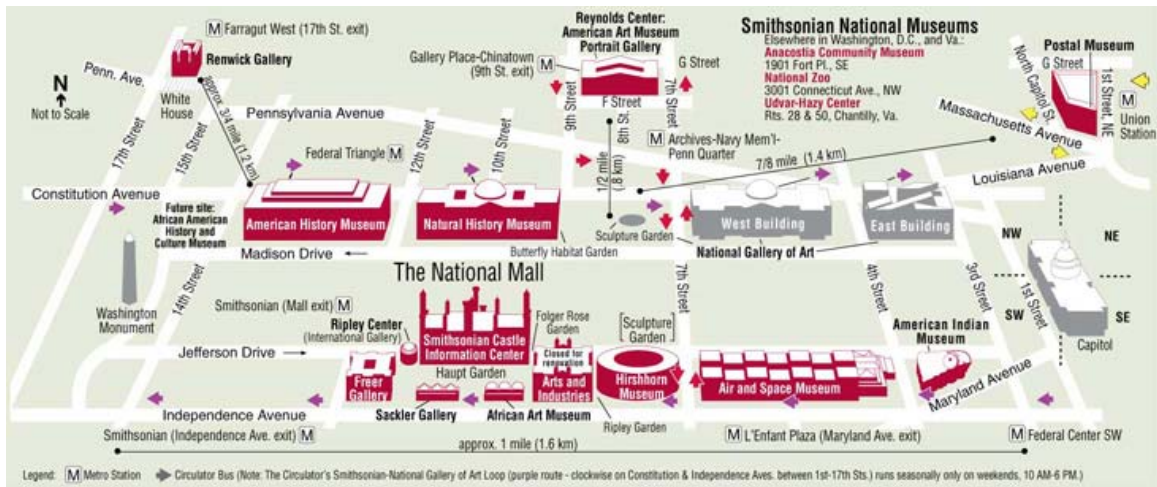 Smithsonian National Museums
Elsewhere in Washington, D.C., and Va.:
Anacostia Community Museum
1901 Fort Pl., SE
National Zoo
3001 Connecticut Ave., NW
Udvar-Hazy Center
Rts. 28 & 50, Chantilly, Va.
M Farragut West (17th St. exit)
Renwick Gallery
Penn. Ave.
White
House
N
Not to Scale
approx. 3/4 mile (1.2 km)
Reynolds Center:
American Art Museum
Portrait Gallery
Gallery Place-Chinatown
(9th St. exit)
M
G Street
F Street
9th Street
8th St.
7th Street
Postal Museum
G Street
North Capitol St.
1st Street, NE
M
Union
Station
Massachusetts Avenue
Louisiana Avenue
Pennsylvania Avenue
17th Street
15th Street
12th Street
10th Street
M Archives-Navy Mem'l-
Penn Quarter
1/2 mile
(.8 km)
7/8 mile (1.4 km)
Federal Triangle M
Constitution Avenue
Future site:
African American
History and
Culture Museum
American History Museum
Natural History Museum
Butterfly Habitat Garden
Sculpture Garden
West Building
East Building
National Gallery of Art
Madison Drive
The National Mall
Washington
Monument
14th Street
7th Street
4th Street
3rd Street
1st Street
NW
NE
SW
SE
Capitol
Smithsonian (Mall exit) M
Ripley Center
(International Gallery)
Smithsonian Castle
Information Center
Folger Rose
Garden
Closed for
renovation
Arts and
Industries
[Sculpture
Garden]
Hirshhorn
Museum
Air and Space Museum
American Indian
Museum
Jefferson Drive
Freer
Gallery
Haupt Garden
Sackler Gallery
African Art Museum
Ripley Garden
Maryland Avenue
Independence Avenue
Smithsonian (Independence Ave. exit) M
approx. 1 mile (1.6 km)
M L'Enfant Plaza (Maryland Ave. exit)
M Federal Center SW
Legend: M Metro Station Circulator Bus (Note: The Circulator's Smithsonian-National Gallery of Art Loop (purple route - clockwise on Constitution & Independence Aves. between 1st-17th Sts.) runs seasonally only on weekends, 10 AM-6 PM.)